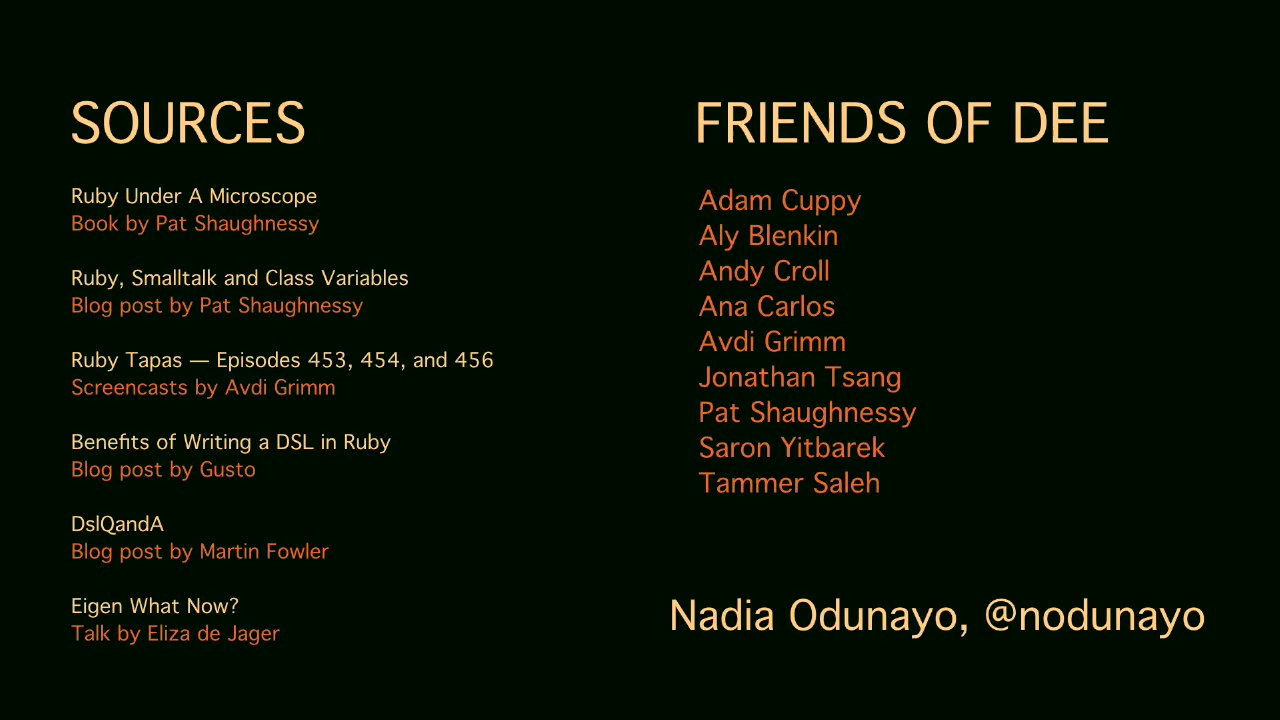 SOURCES
Ruby Under A Microscope
Book by Pat Shaughnessy
Ruby, Smalltalk and Class Variables
Blog post by Pat Shaughnessy
Ruby Tapas — Episodes 453, 454, and 456
Screencasts by Avdi Grimm
Benefits of Writing a DSL in Ruby
Blog post by Gusto
DslQandA
Blog post by Martin Fowler
Eigen What Now?
Talk by Eliza de Jager
FRIENDS OF DEE
Adam Cuppy
Aly Blenkin
Andy Croll
Ana Carlos
Avdi Grimm
Jonathan Tsang
Pat Shaughnessy
Saron Yitbarek
Tammer Saleh
Nadia Odunayo, @nodunayo